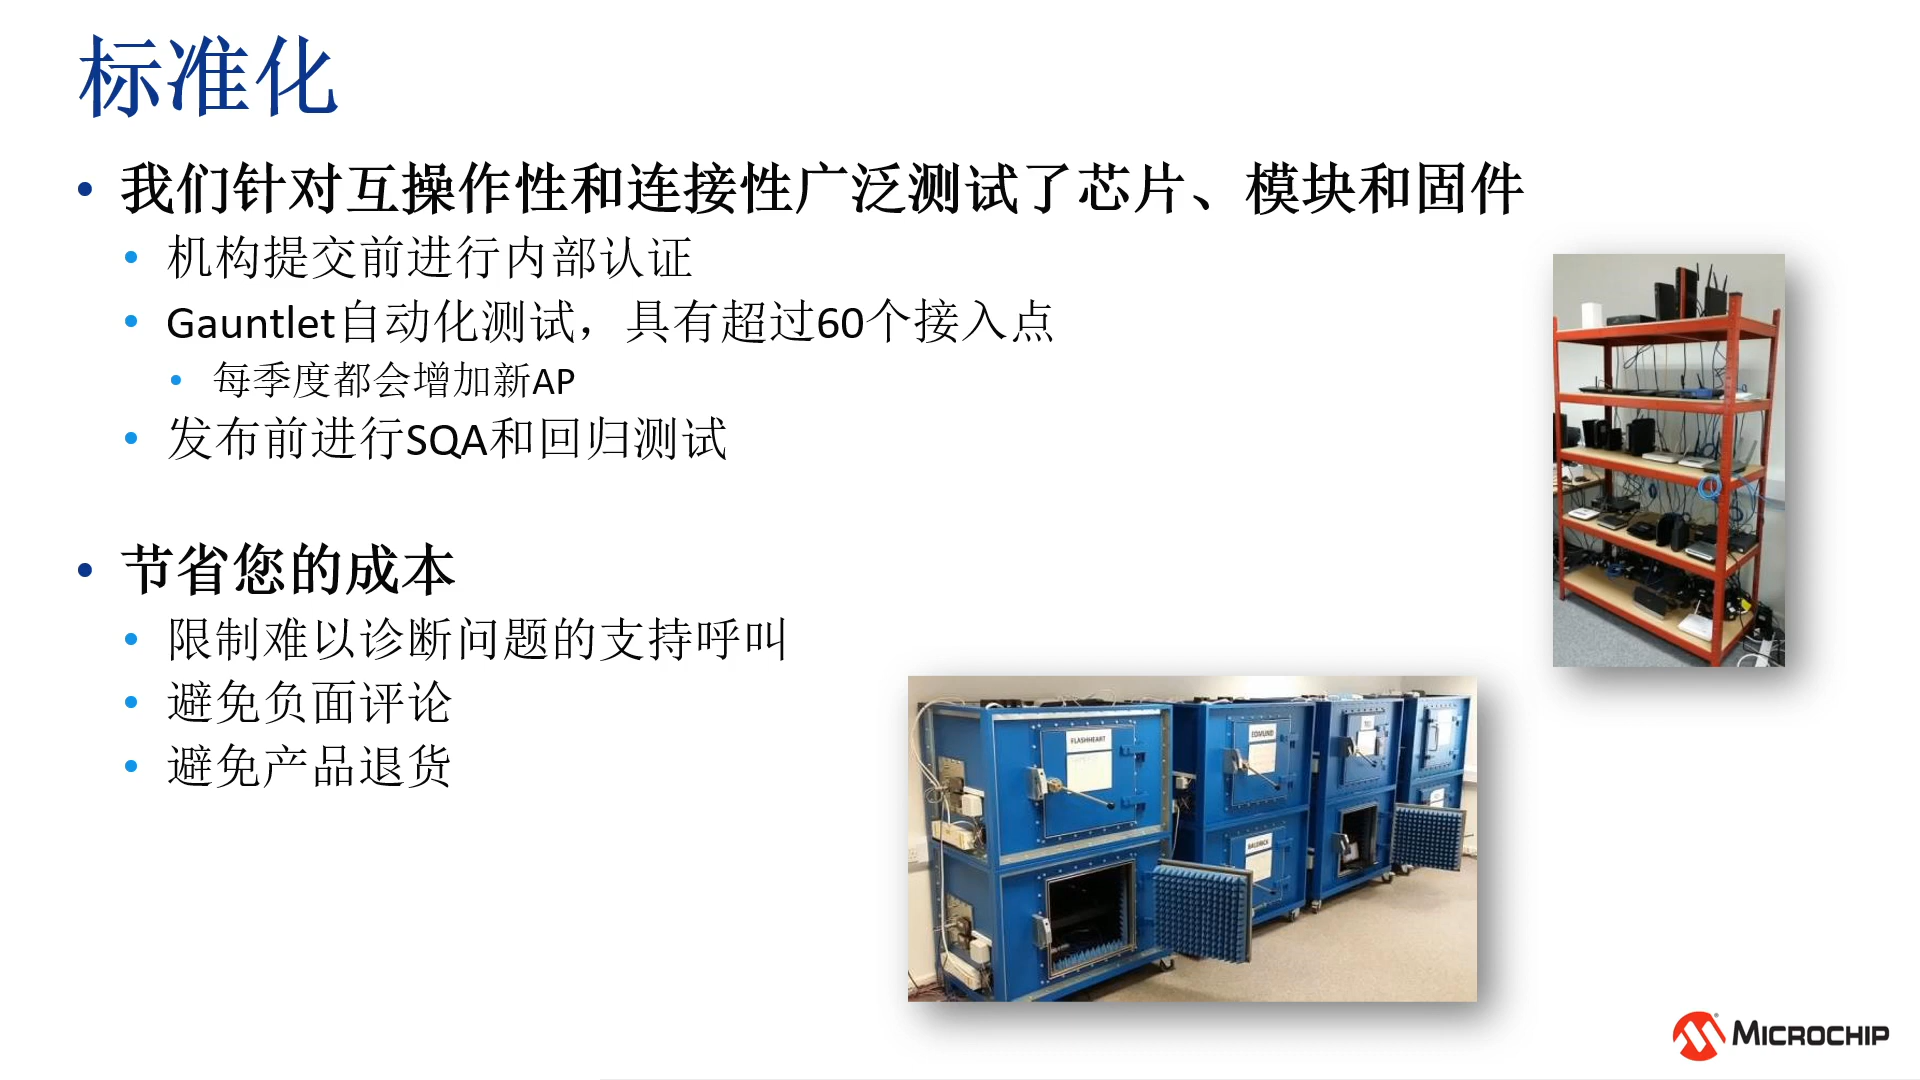 标准化
• 我们针对互操作性和连接性广泛测试了芯片、模块和固件
• 机构提交前进行内部认证
• Gauntlet自动化测试，具有超过60个接入点
• 每季度都会增加新AP
• 发布前进行SQA和回归测试
• 节省您的成本
• 限制难以诊断问题的支持呼叫
• 避免负面评论
• 避免产品退货
FLASHHEART
EDMUND
BALDRICK
MICROCHIP